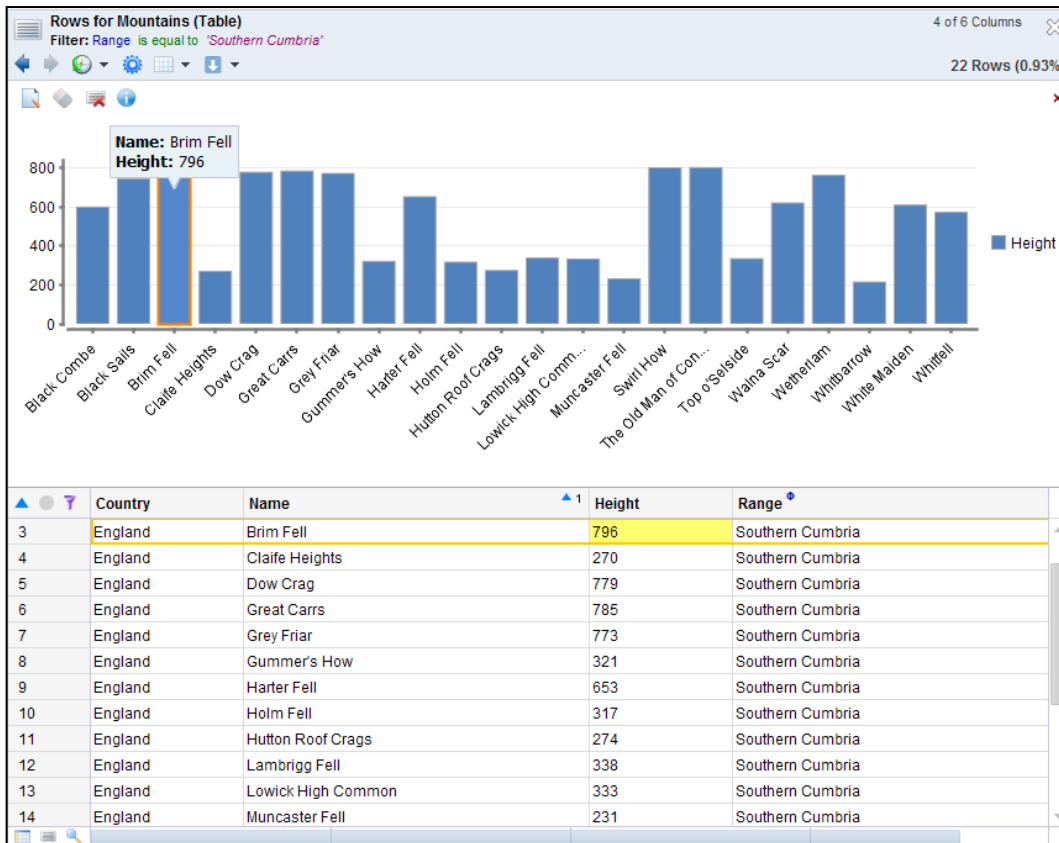 Rows for Mountains (Table)
4 of 6 Columns
Filter: Range is equal to 'Southern Cumbria'
22 Rows (0.93%
Name: Brim Fell
Height: 796
800
600
400
200
0
Height
Black Combe
Black Sails
Brim Fell
Claife Heights
Dow Crag
Great Carrs
Grey Friar
Gummer's How
Harter Fell
Holm Fell
Hutton Roof Crags
Lambrigg Fell
Lowick High Comm...
Muncaster Fell
Swirl How
The Old Man of Con...
Top o'Selside
Walna Scar
Wetherlam
Whitbarrow
White Maiden
Whitfell
Country Name 1 Height Range
3 England Brim Fell 796 Southern Cumbria
4 England Claife Heights 270 Southern Cumbria
5 England Dow Crag 779 Southern Cumbria
6 England Great Carrs 785 Southern Cumbria
7 England Grey Friar 773 Southern Cumbria
8 England Gummer's How 321 Southern Cumbria
9 England Harter Fell 653 Southern Cumbria
10 England Holm Fell 317 Southern Cumbria
11 England Hutton Roof Crags 274 Southern Cumbria
12 England Lambrigg Fell 338 Southern Cumbria
13 England Lowick High Common 333 Southern Cumbria
14 England Muncaster Fell 231 Southern Cumbria